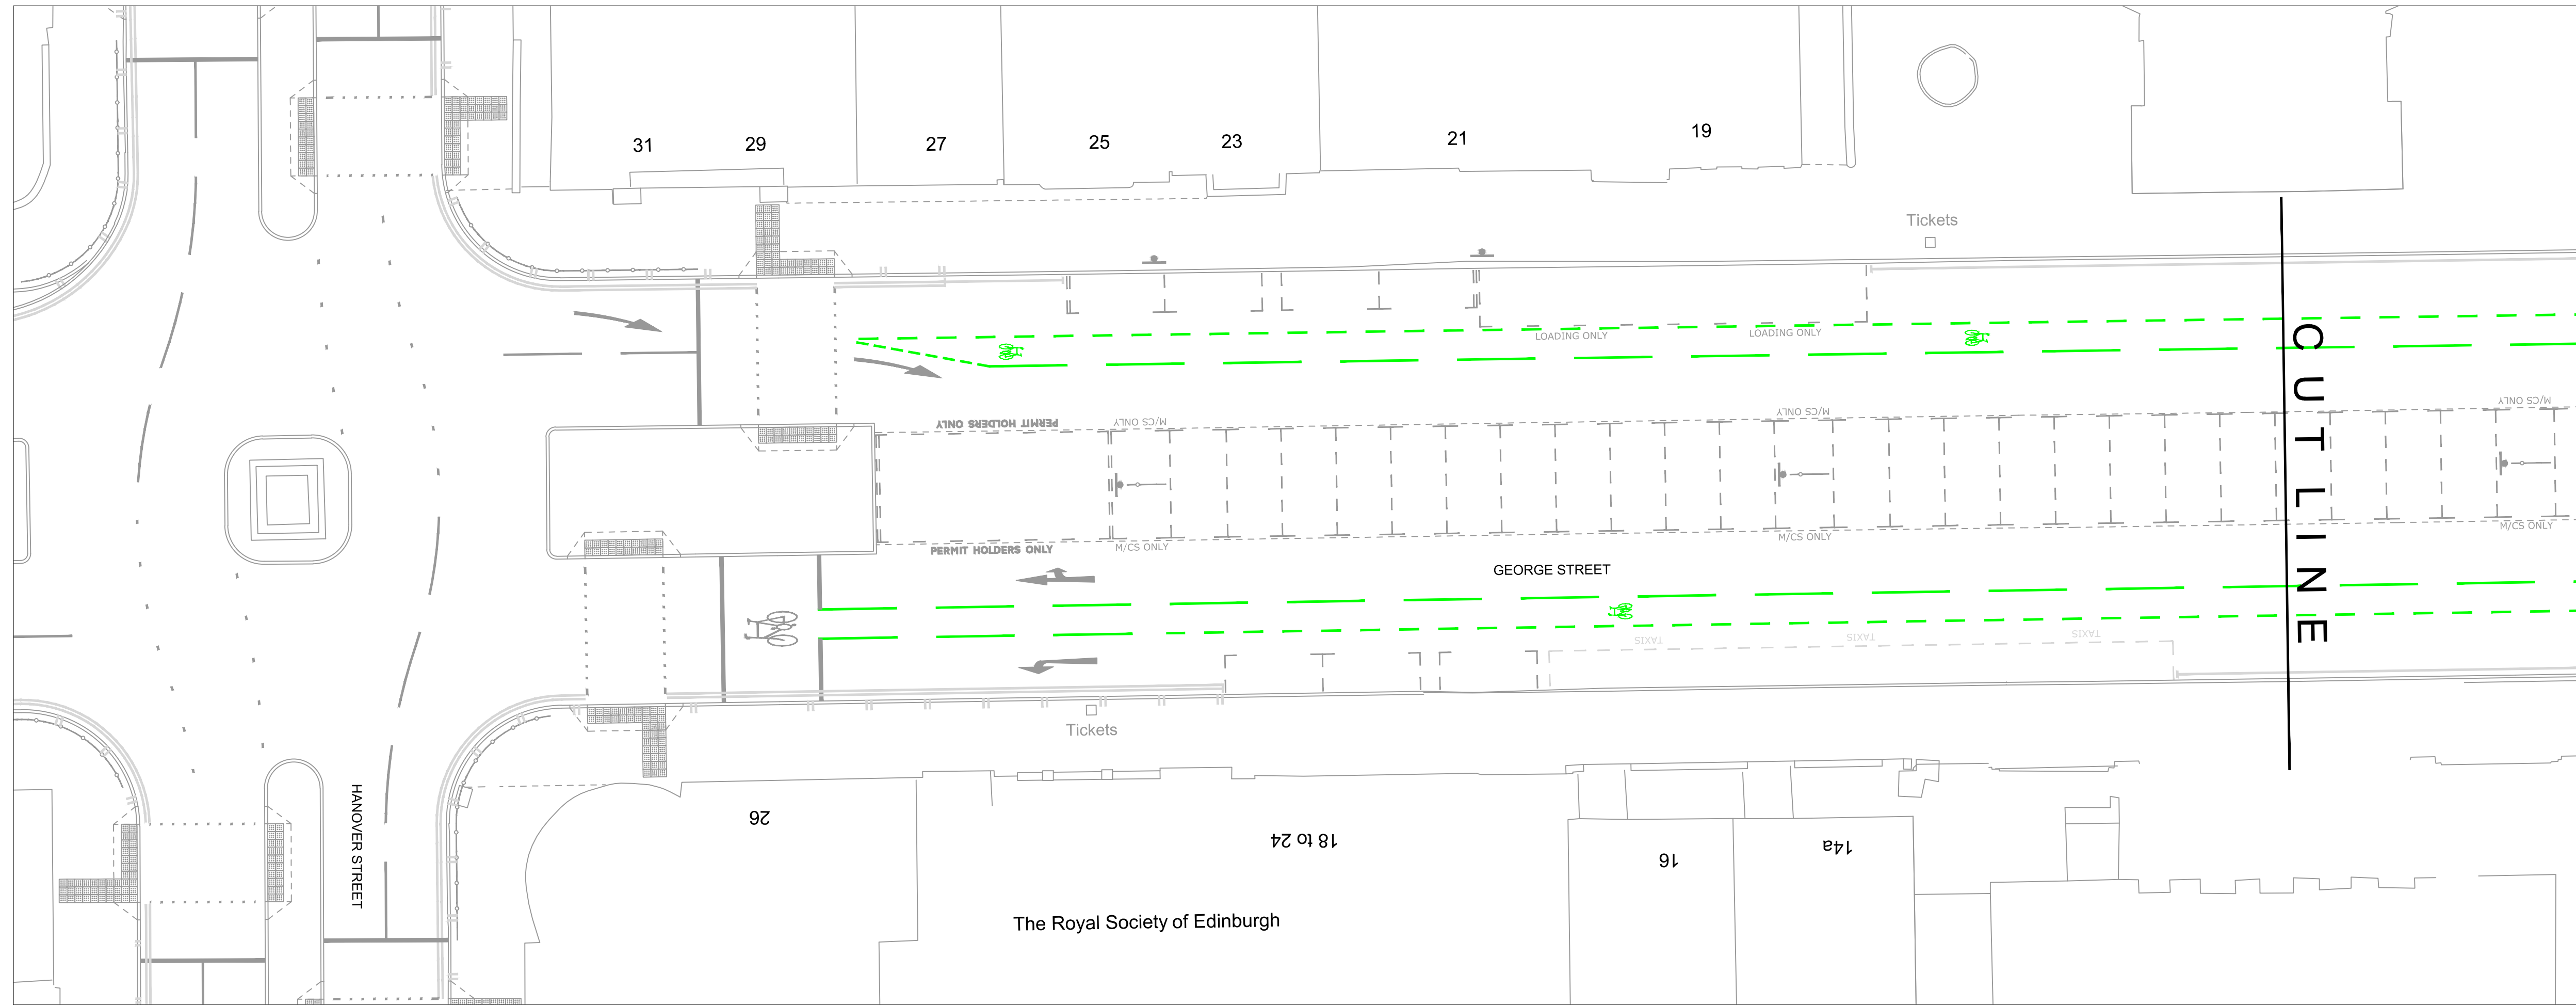 31
29
27
25
23
21
19
Tickets
LOADING ONLY
LOADING ONLY
PERMIT HOLDERS ONLY
M/CS ONLY
M/CS ONLY
M/CS ONLY
CUT LINE
PERMIT HOLDERS ONLY
M/CS ONLY
M/CS ONLY
M/CS ONLY
GEORGE STREET
TAXIS
TAXIS
TAXIS
Tickets
HANOVER STREET
26
18 to 24
16
14a
The Royal Society of Edinburgh